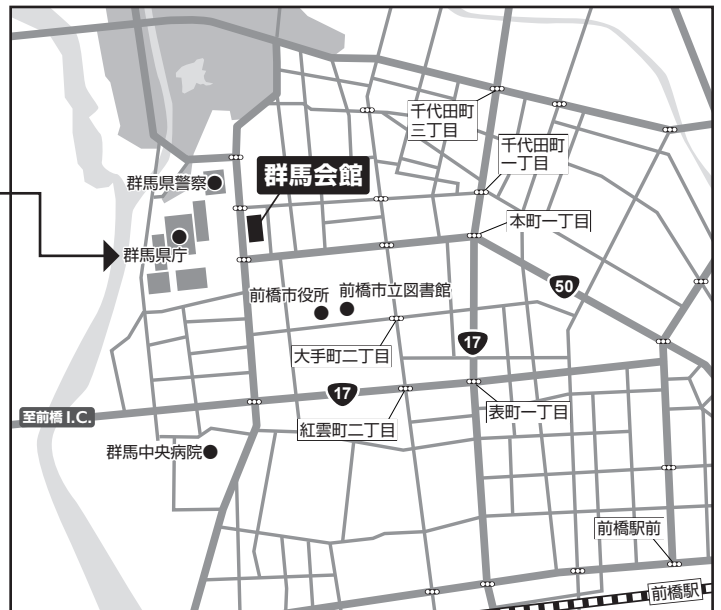 千代田町
三丁目
千代田町
一丁目
群馬県警察
群馬会館
本町一丁目
群馬県庁
前橋市役所
前橋市立図書館
50
17
大手町二丁目
17
至前橋 I.C.
紅雲町二丁目
表町一丁目
群馬中央病院
前橋駅前
前橋駅